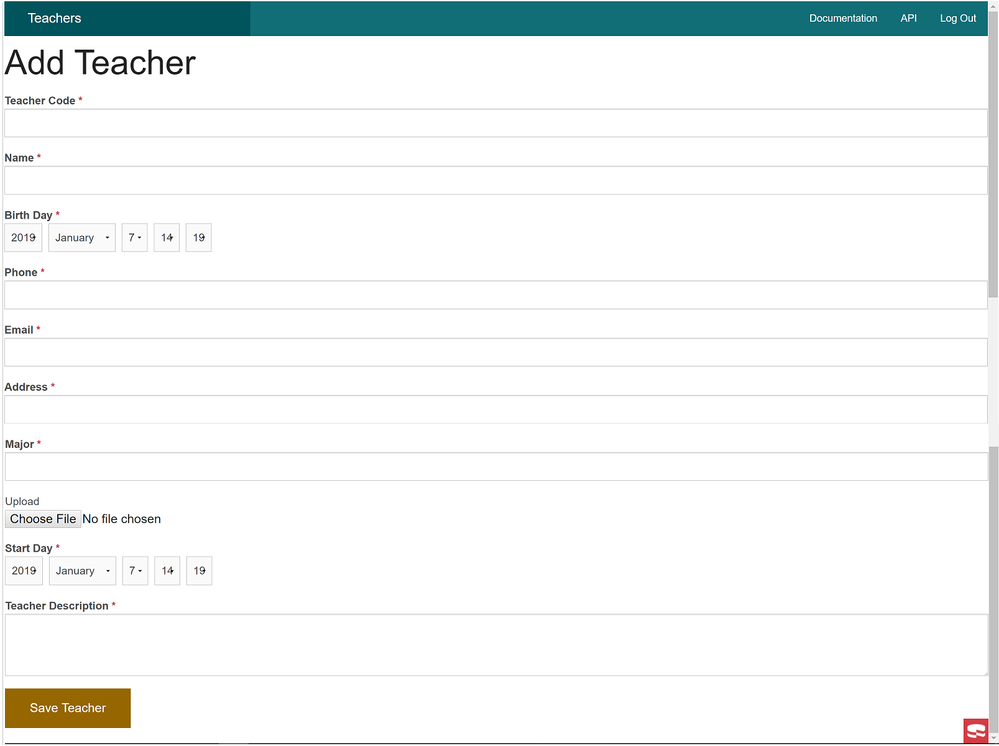 Teachers Documentation API Log Out
Add Teacher
Teacher Code *
Name *
Birth Day *
2019 January 7 14 19
Phone *
Email *
Address *
Major *
Upload
Choose File No file chosen
Start Day *
2019 January 7 14 19
Teacher Description *
Save Teacher